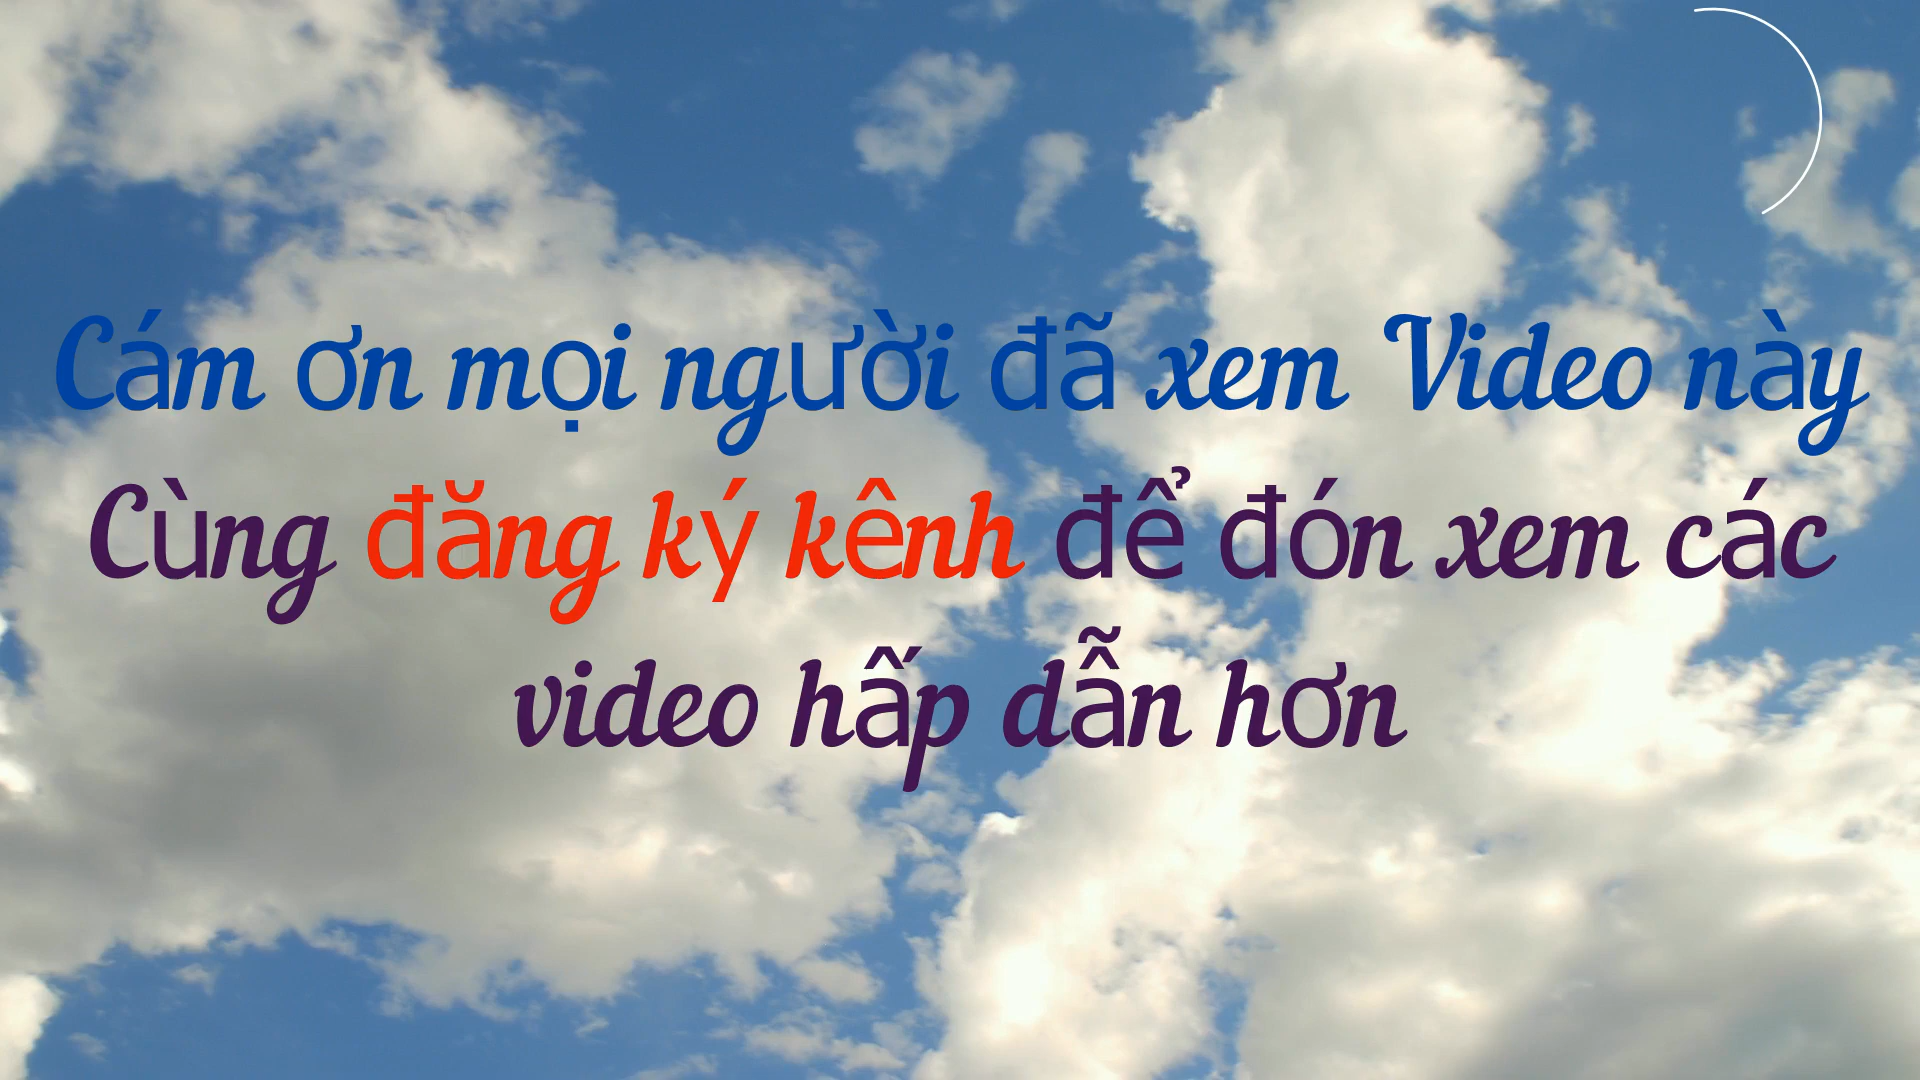 Cám ơn mọi người đã xem Video này
Cùng đăng ký kênh để đón xem các
video hấp dẫn hơn